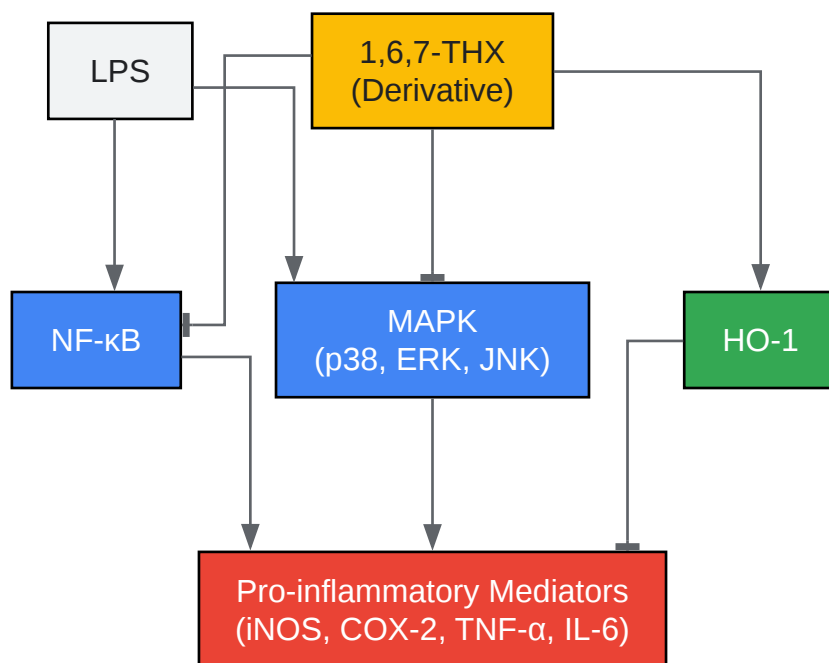 LPS
1,6,7-THX
(Derivative)
NF-κB
MAPK
(p38, ERK, JNK)
HO-1
Pro-inflammatory Mediators
(iNOS, COX-2, TNF-α, IL-6)